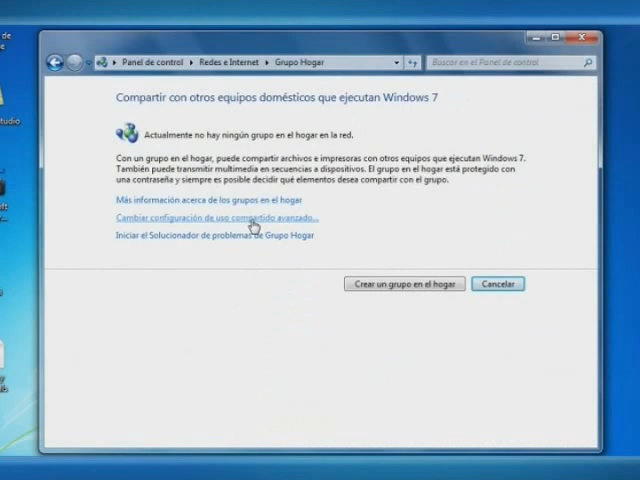 de
e
Panel de control
Redes e Internet
Grupo Hogar
Buscar en el Panel de control
Compartir con otros equipos domésticos que ejecutan Windows 7
Actualmente no hay ningún grupo en el hogar en la red.
Con un grupo en el hogar, puede compartir archivos e impresoras con otros equipos que ejecutan Windows 7.
También puede transmitir multimedia en secuencias a dispositivos. El grupo en el hogar está protegido con
una contraseña y siempre es posible decidir qué elementos desea compartir con el grupo.
Más información acerca de los grupos en el hogar
Cambiar configuración de uso compartido avanzado...
Iniciar el Solucionador de problemas de Grupo Hogar
Crear un grupo en el hogar
Cancelar
tudio